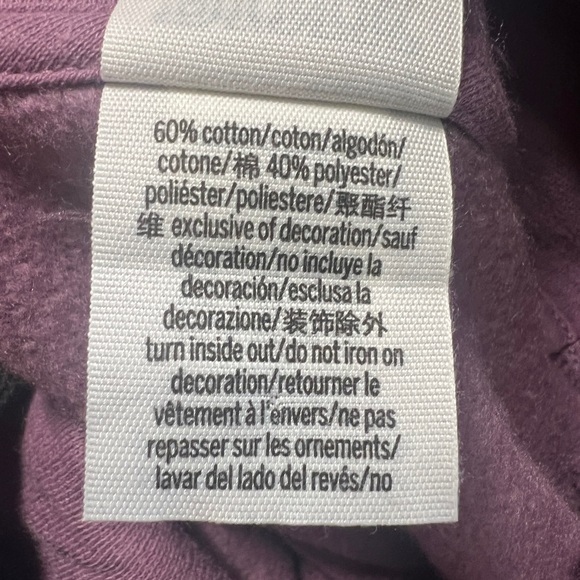 60% cotton/coton/algodón/
cotone/棉 40% polyester/
poliéster/poliestere/聚酯纤
维 exclusive of decoration/sauf
décoration/no incluye la
decoración/esclusa la
decorazione/装饰除外
turn inside out/do not iron on
decoration/retourner le
vêtement à l'envers/ne pas
repasser sur les ornements/
lavar del lado del revés/no